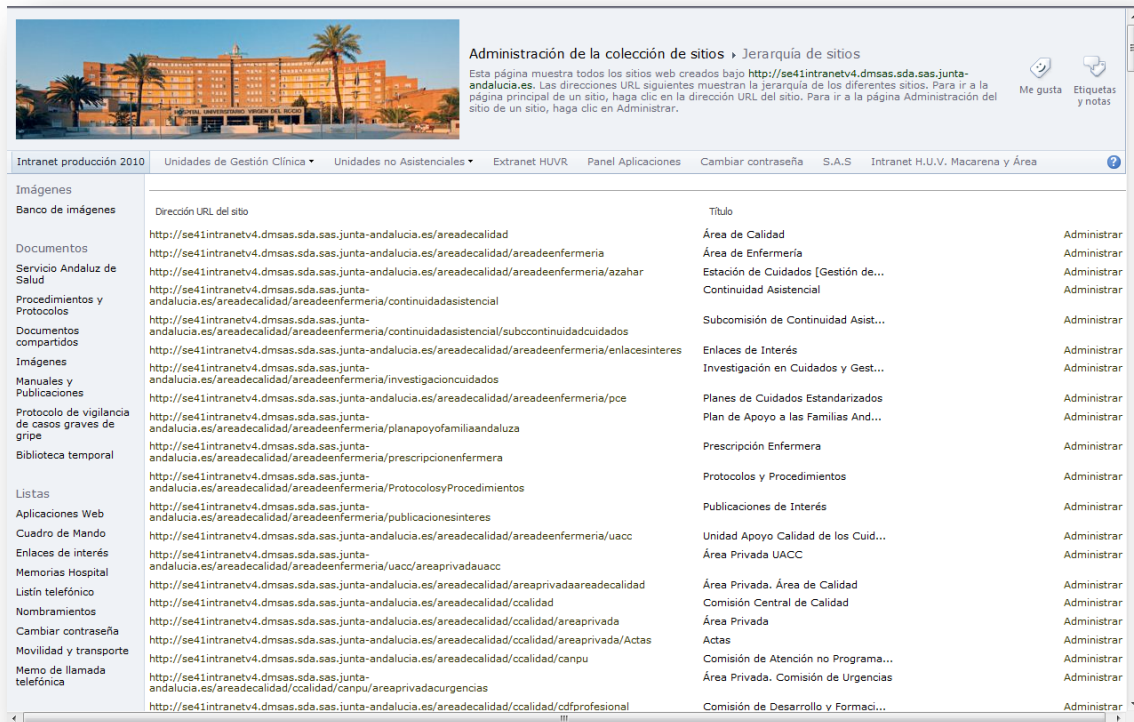 HOSPITAL UNIVERSITARIO VIRGEN DEL ROCIO
Administración de la colección de sitios › Jerarquía de sitios
Esta página muestra todos los sitios web creados bajo http://se41intranetv4.dmsas.sda.sas.junta-
andalucia.es. Las direcciones URL siguientes muestran la jerarquía de los diferentes sitios. Para ir a la
página principal de un sitio, haga clic en la dirección URL del sitio. Para ir a la página Administración del
sitio de un sitio, haga clic en Administrar.
Me gusta
Etiquetas
y notas
Intranet producción 2010 Unidades de Gestión Clínica Unidades no Asistenciales Extranet HUVR Panel Aplicaciones Cambiar contraseña S.A.S Intranet H.U.V. Macarena y Área
Imágenes
Banco de imágenes
Documentos
Servicio Andaluz de
Salud
Procedimientos y
Protocolos
Documentos
compartidos
Imágenes
Manuales y
Publicaciones
Protocolo de vigilancia
de casos graves de
gripe
Biblioteca temporal
Listas
Aplicaciones Web
Cuadro de Mando
Enlaces de interés
Memorias Hospital
Listín telefónico
Nombramientos
Cambiar contraseña
Movilidad y transporte
Memo de llamada
telefónica
Dirección URL del sitio Título
http://se41intranetv4.dmsas.sda.sas.junta-andalucia.es/areadecalidad Área de Calidad Administrar
http://se41intranetv4.dmsas.sda.sas.junta-andalucia.es/areadecalidad/areadeenfermeria Área de Enfermería Administrar
http://se41intranetv4.dmsas.sda.sas.junta-andalucia.es/areadecalidad/areadeenfermeria/azahar Estación de Cuidados [Gestión de... Administrar
http://se41intranetv4.dmsas.sda.sas.junta- Continuidad Asistencial Administrar
andalucia.es/areadecalidad/areadeenfermeria/continuidadasistencial
http://se41intranetv4.dmsas.sda.sas.junta- Subcomisión de Continuidad Asist... Administrar
andalucia.es/areadecalidad/areadeenfermeria/continuidadasistencial/subccontinuidadcuidados
http://se41intranetv4.dmsas.sda.sas.junta-andalucia.es/areadecalidad/areadeenfermeria/enlacesinteres Enlaces de Interés Administrar
http://se41intranetv4.dmsas.sda.sas.junta- Investigación en Cuidados y Gest... Administrar
andalucia.es/areadecalidad/areadeenfermeria/investigacioncuidados
http://se41intranetv4.dmsas.sda.sas.junta-andalucia.es/areadecalidad/areadeenfermeria/pce Planes de Cuidados Estandarizados Administrar
http://se41intranetv4.dmsas.sda.sas.junta- Plan de Apoyo a las Familias And... Administrar
andalucia.es/areadecalidad/areadeenfermeria/planapoyofamiliaandaluza
http://se41intranetv4.dmsas.sda.sas.junta- Prescripción Enfermera Administrar
andalucia.es/areadecalidad/areadeenfermeria/prescripcionenfermera
http://se41intranetv4.dmsas.sda.sas.junta- Protocolos y Procedimientos Administrar
andalucia.es/areadecalidad/areadeenfermeria/ProtocolosyProcedimientos
http://se41intranetv4.dmsas.sda.sas.junta- Publicaciones de Interés Administrar
andalucia.es/areadecalidad/areadeenfermeria/publicacionesinteres
http://se41intranetv4.dmsas.sda.sas.junta-andalucia.es/areadecalidad/areadeenfermeria/uacc Unidad Apoyo Calidad de los Cuid... Administrar
http://se41intranetv4.dmsas.sda.sas.junta- Área Privada UACC Administrar
andalucia.es/areadecalidad/areadeenfermeria/uacc/areaprivadauacc
http://se41intranetv4.dmsas.sda.sas.junta-andalucia.es/areadecalidad/areaprivadaareadecalidad Área Privada. Área de Calidad Administrar
http://se41intranetv4.dmsas.sda.sas.junta-andalucia.es/areadecalidad/ccalidad Comisión Central de Calidad Administrar
http://se41intranetv4.dmsas.sda.sas.junta-andalucia.es/areadecalidad/ccalidad/areaprivada Área Privada Administrar
http://se41intranetv4.dmsas.sda.sas.junta-andalucia.es/areadecalidad/ccalidad/areaprivada/Actas Actas Administrar
http://se41intranetv4.dmsas.sda.sas.junta-andalucia.es/areadecalidad/ccalidad/canpu Comisión de Atención no Programa... Administrar
http://se41intranetv4.dmsas.sda.sas.junta- Área Privada. Comisión de Urgencias Administrar
andalucia.es/areadecalidad/ccalidad/canpu/areaprivadacurgencias
http://se41intranetv4.dmsas.sda.sas.junta-andalucia.es/areadecalidad/ccalidad/cdfprofesional Comisión de Desarrollo y Formaci... Administrar